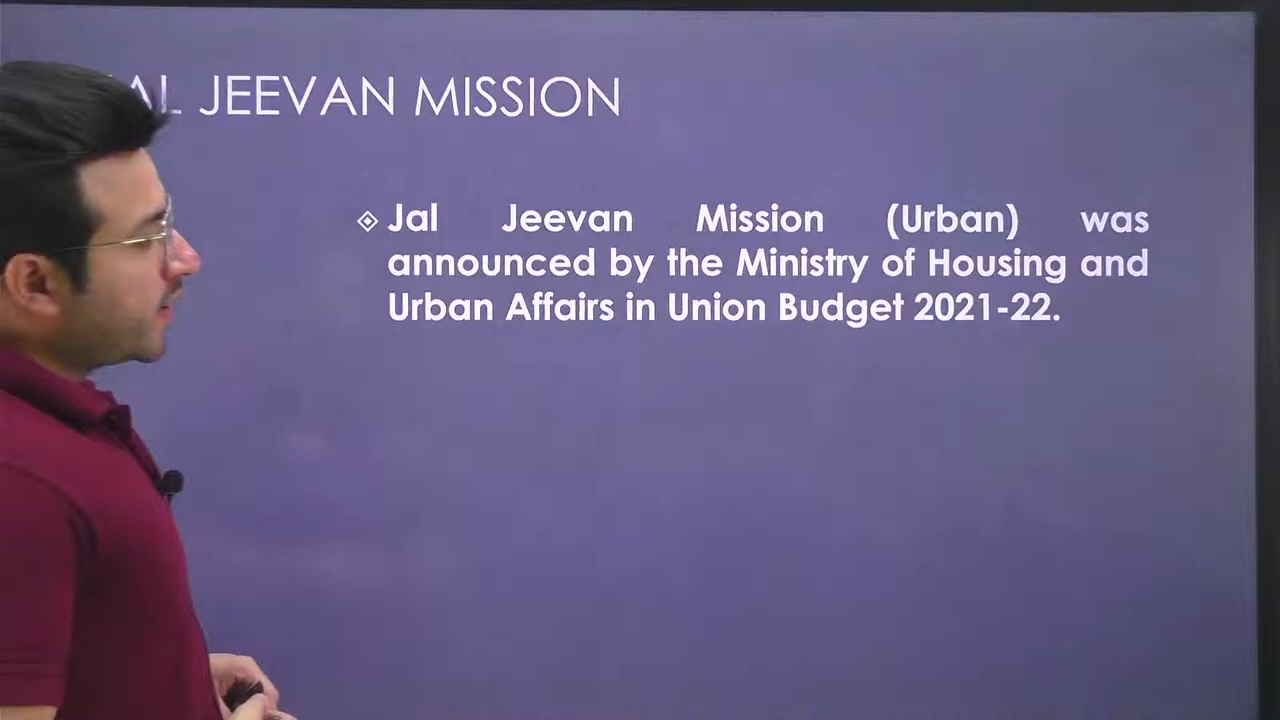 AL JEEVAN MISSION
Jal Jeevan Mission (Urban) was
announced by the Ministry of Housing and
Urban Affairs in Union Budget 2021-22.